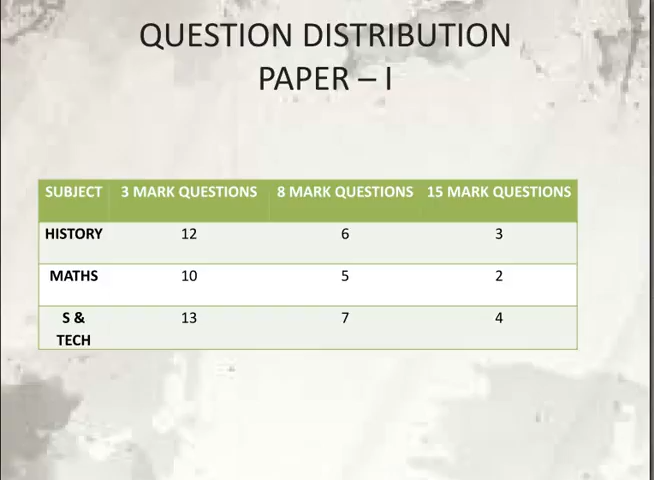 QUESTION DISTRIBUTION
PAPER – I
SUBJECT 3 MARK QUESTIONS 8 MARK QUESTIONS 15 MARK QUESTIONS
HISTORY 12 6 3
MATHS 10 5 2
S & 13 7 4
TECH